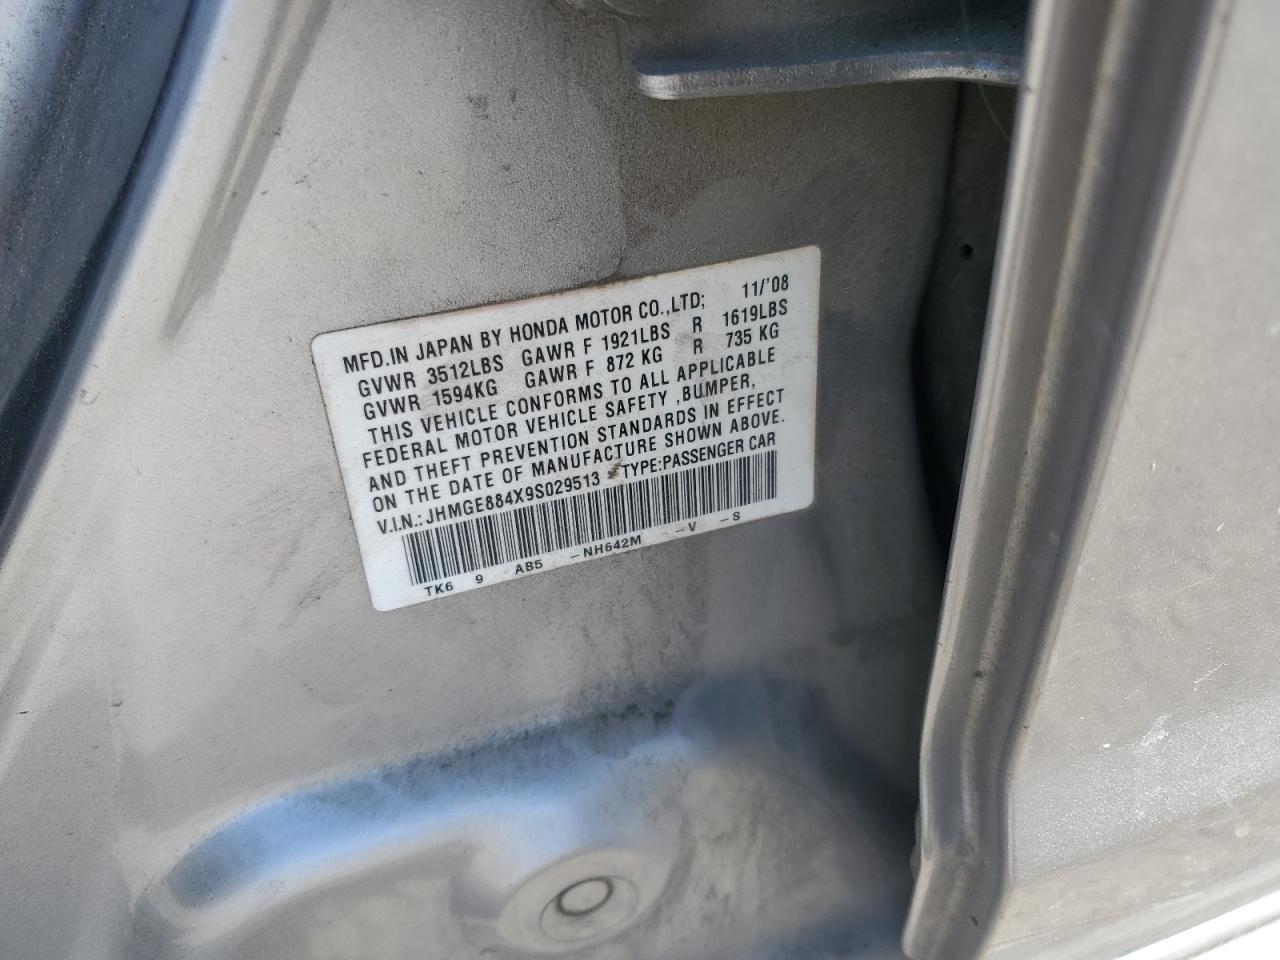 MFD.IN JAPAN BY HONDA MOTOR CO.,LTD; 11/'08
GVWR 3512LBS GAWR F 1921LBS R 1619LBS
GVWR 1594KG GAWR F 872 KG R 735 KG
THIS VEHICLE CONFORMS TO ALL APPLICABLE
FEDERAL MOTOR VEHICLE SAFETY ,BUMPER,
AND THEFT PREVENTION STANDARDS IN EFFECT
ON THE DATE OF MANUFACTURE SHOWN ABOVE.
V.I.N.: JHMGE884X9S029513 TYPE:PASSENGER CAR
TK6 9 AB5 -NH642M -V -S